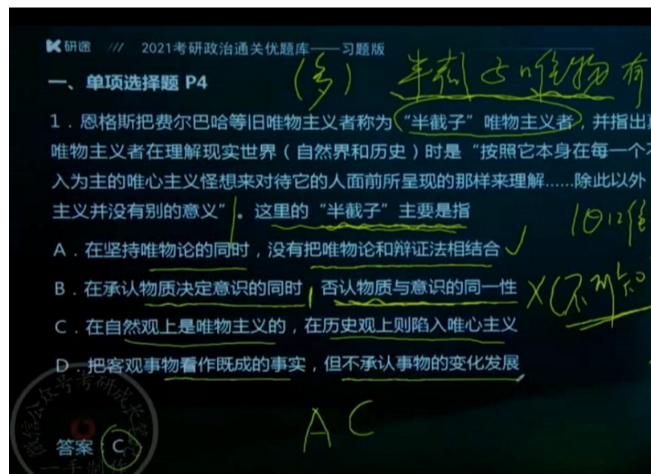 研途 /// 2021考研政治通关优题库——习题版
一、单项选择题 P4
(多) 半截子唯物 有
1．恩格斯把费尔巴哈等旧唯物主义者称为“半截子”唯物主义者，并指出
唯物主义者在理解现实世界（自然界和历史）时是“按照它本身在每一个
入为主的唯心主义怪想来对待它的人面前所呈现的那样来理解……除此以外
主义并没有别的意义”。这里的“半截子”主要是指
A．在坚持唯物论的同时，没有把唯物论和辩证法相结合
B．在承认物质决定意识的同时，否认物质与意识的同一性
(不可知
C．在自然观上是唯物主义的，在历史观上则陷入唯心主义
D．把客观事物看作既成的事实，但不承认事物的变化发展
A C
答案 C